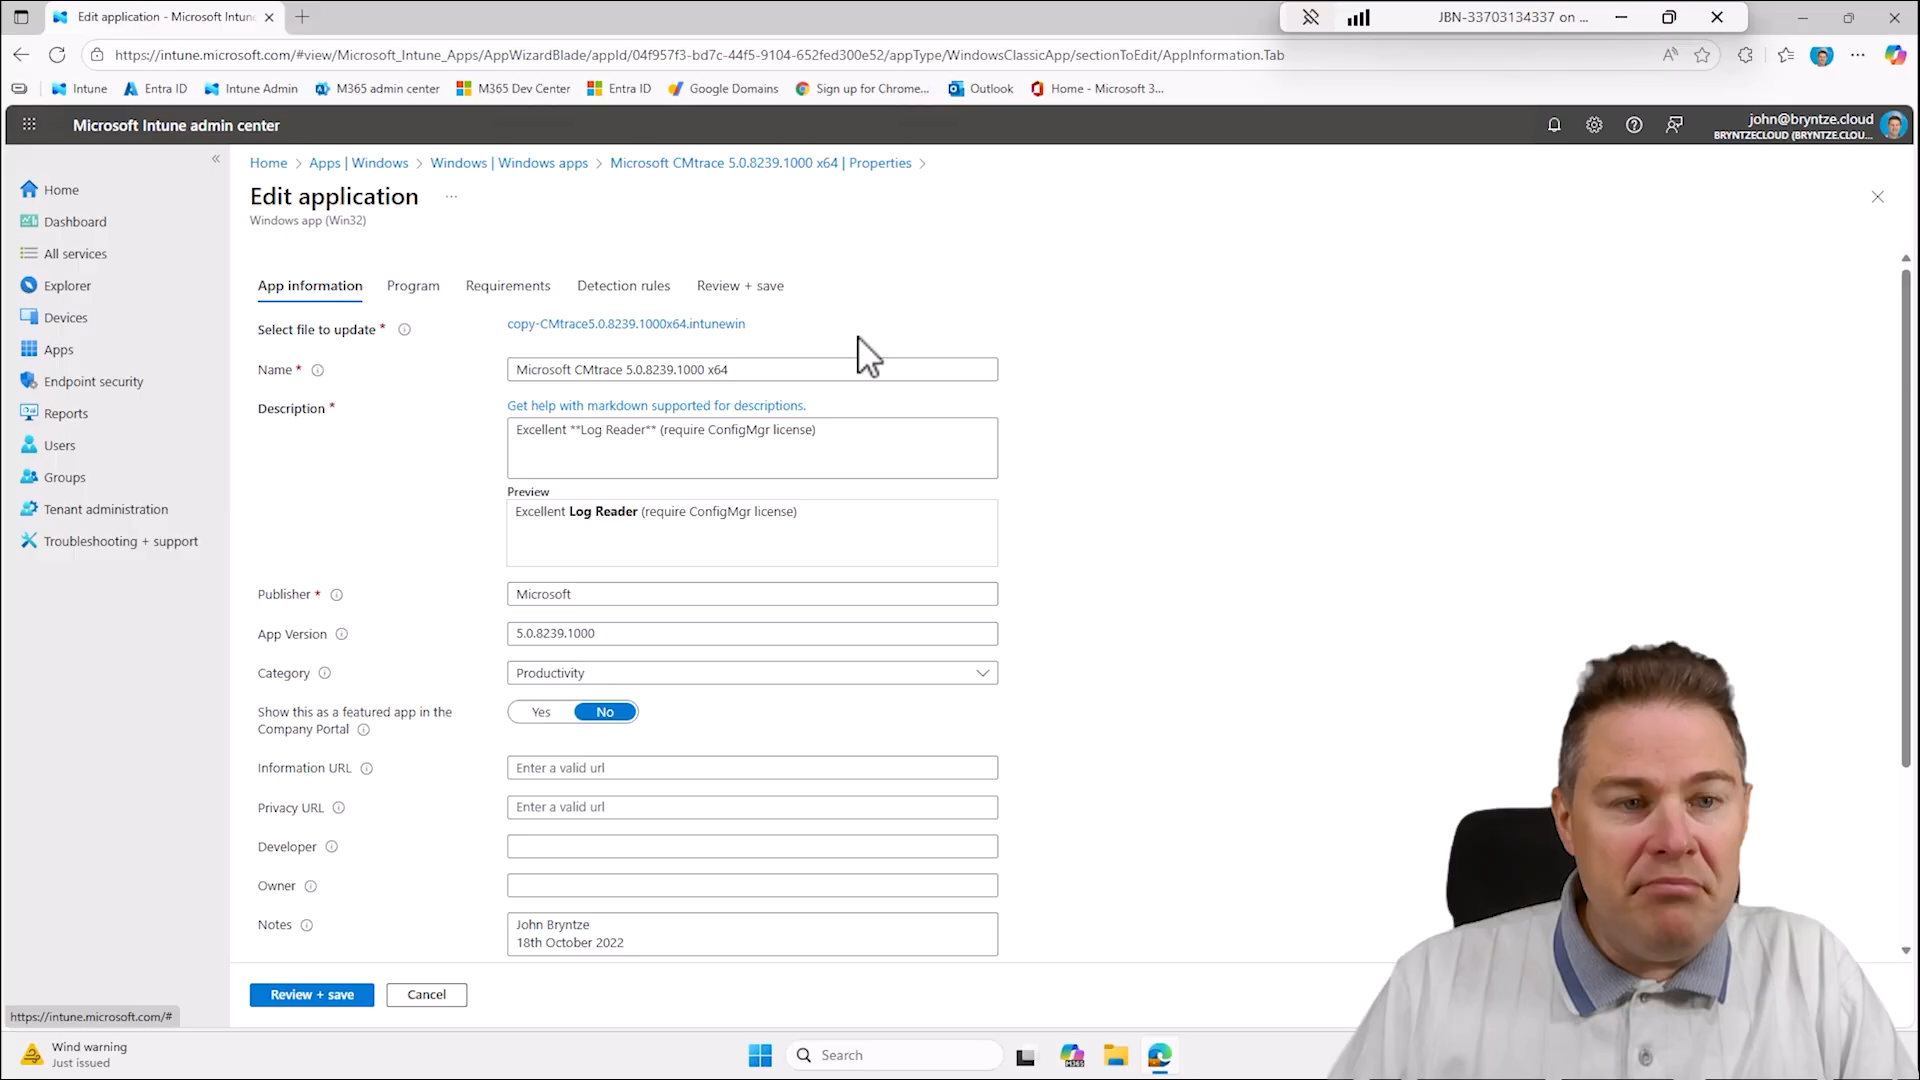 Edit application - Microsoft Intune
JBN-33703134337 on ...
https://intune.microsoft.com/#view/Microsoft_Intune_Apps/AppWizardBlade/appId/04f957f3-bd7c-44f5-9104-652fed300e52/appType/WindowsClassicApp/sectionToEdit/AppInformation.Tab
Intune
Entra ID
Intune Admin
M365 admin center
M365 Dev Center
Entra ID
Google Domains
Sign up for Chrome...
Outlook
Home - Microsoft 3...
Microsoft Intune admin center
john@bryntze.cloud
BRYNTZECLOUD (BRYNTZE.CLOU...
Home > Apps | Windows > Windows | Windows apps > Microsoft CMtrace 5.0.8239.1000 x64 | Properties >
Edit application ...
Windows app (Win32)
Home
Dashboard
All services
Explorer
Devices
Apps
Endpoint security
Reports
Users
Groups
Tenant administration
Troubleshooting + support
App information
Program
Requirements
Detection rules
Review + save
Select file to update *
copy-CMtrace5.0.8239.1000x64.intunewin
Name *
Microsoft CMtrace 5.0.8239.1000 x64
Description *
Get help with markdown supported for descriptions.
Excellent **Log Reader** (require ConfigMgr license)
Preview
Excellent Log Reader (require ConfigMgr license)
Publisher *
Microsoft
App Version
5.0.8239.1000
Category
Productivity
Show this as a featured app in the
Company Portal
Yes
No
Information URL
Enter a valid url
Privacy URL
Enter a valid url
Developer
Owner
Notes
John Bryntze
18th October 2022
Review + save
Cancel
https://intune.microsoft.com/#
Wind warning
Just issued
Search
M365